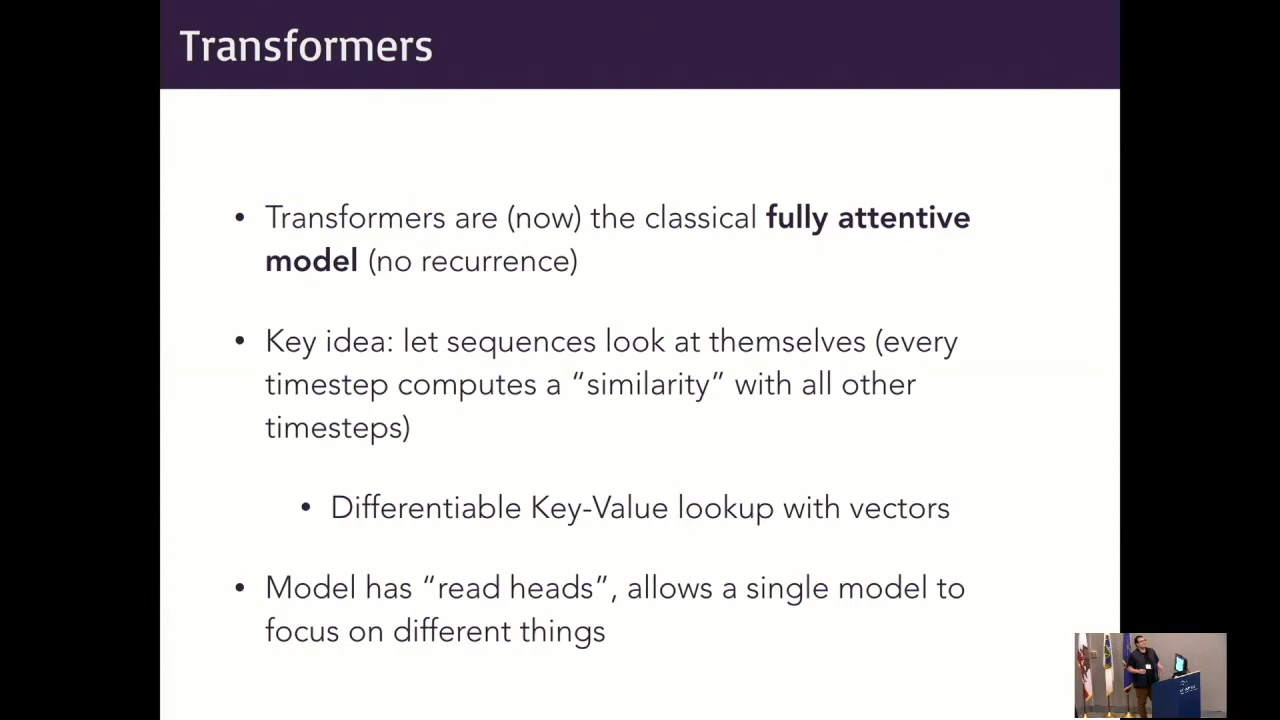 Transformers
• Transformers are (now) the classical fully attentive
model (no recurrence)
• Key idea: let sequences look at themselves (every
timestep computes a “similarity” with all other
timesteps)
• Differentiable Key-Value lookup with vectors
• Model has “read heads”, allows a single model to
focus on different things